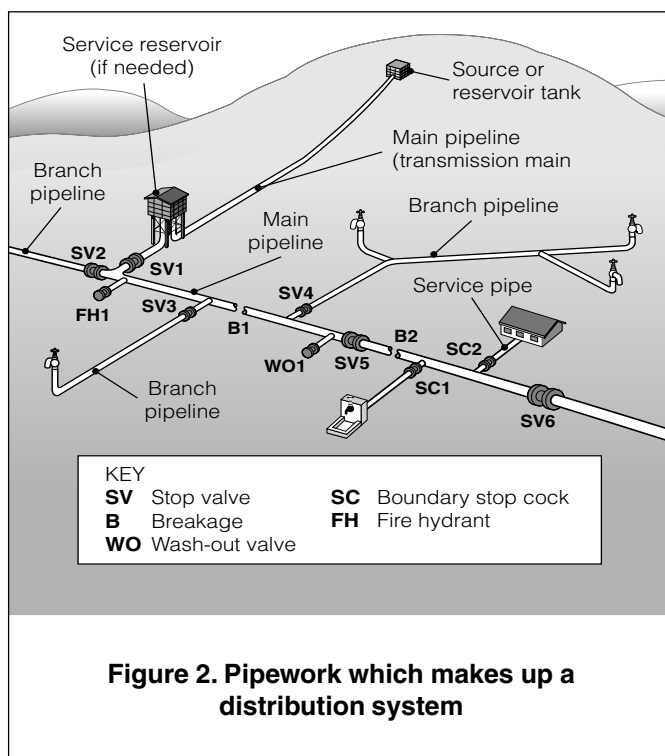 Service reservoir
(if needed)
Source or
reservoir tank
Main pipeline
(transmission main
Branch
pipeline
Main
pipeline
Branch pipeline
SV2
SV1
FH1
SV3
SV4
B1
Service pipe
WO1
SV5
B2
SC2
SC1
Branch
pipeline
SV6
KEY
SV Stop valve
B Breakage
WO Wash-out valve
SC Boundary stop cock
FH Fire hydrant
Figure 2. Pipework which makes up a
distribution system